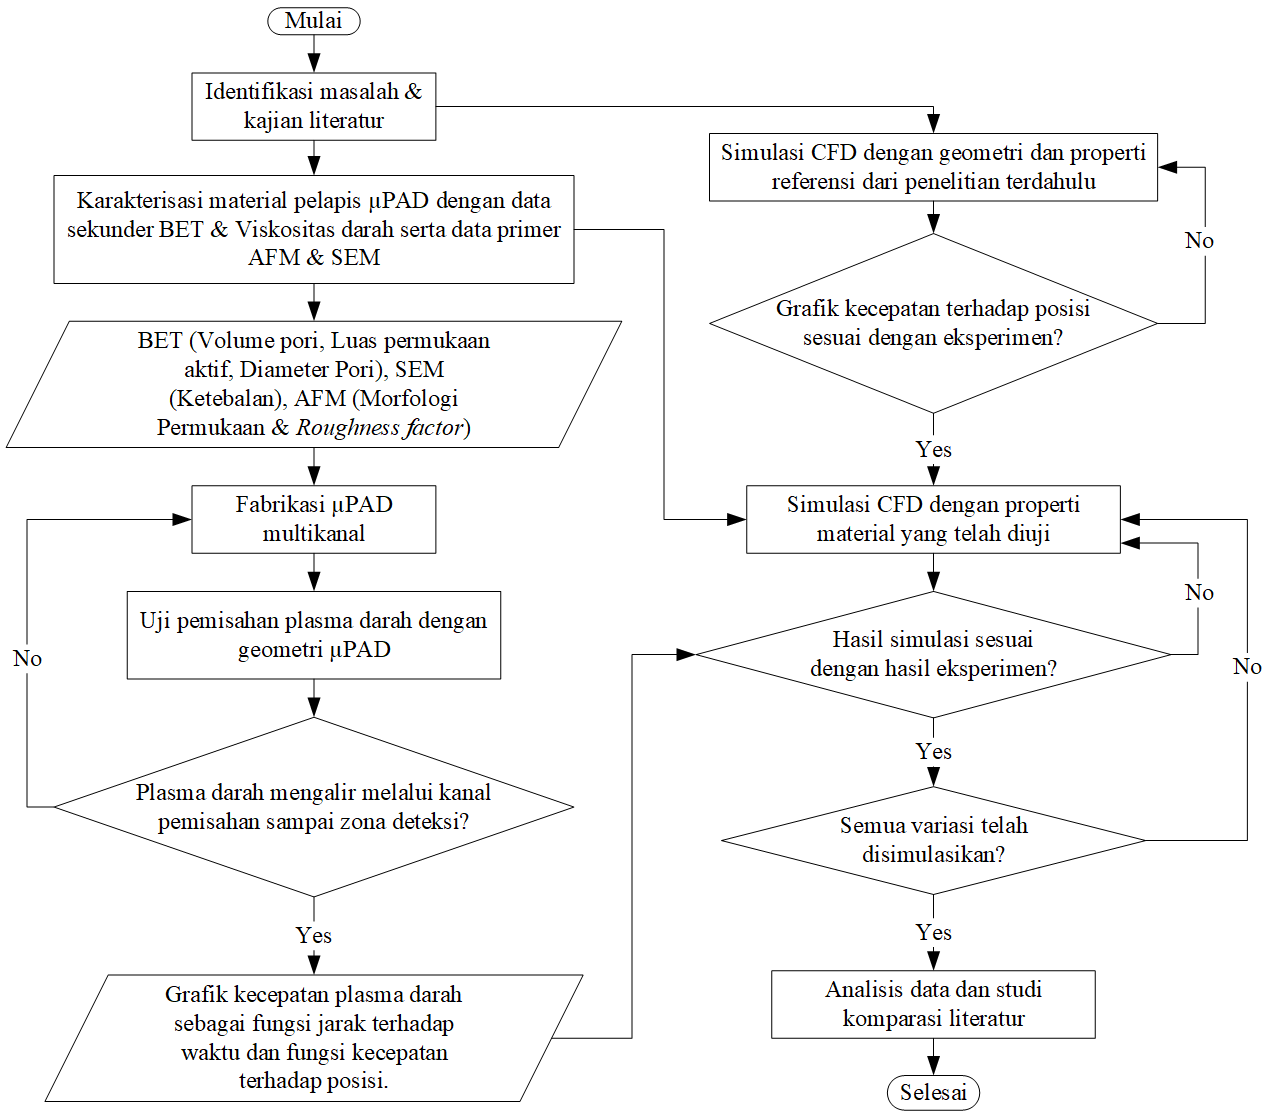 Mulai
Identifikasi masalah &
kajian literatur
Karakterisasi material pelapis µPAD dengan data
sekunder BET & Viskositas darah serta data primer
AFM & SEM
BET (Volume pori, Luas permukaan
aktif, Diameter Pori), SEM
(Ketebalan), AFM (Morfologi
Permukaan & Roughness factor)
Fabrikasi µPAD
multikanal
Uji pemisahan plasma darah dengan
geometri µPAD
No
Plasma darah mengalir melalui kanal
pemisahan sampai zona deteksi?
Yes
Grafik kecepatan plasma darah
sebagai fungsi jarak terhadap
waktu dan fungsi kecepatan
terhadap posisi.
Simulasi CFD dengan geometri dan properti
referensi dari penelitian terdahulu
No
Grafik kecepatan terhadap posisi
sesuai dengan eksperimen?
Yes
Simulasi CFD dengan properti
material yang telah diuji
No
Hasil simulasi sesuai
dengan hasil eksperimen?
No
Yes
Semua variasi telah
disimulasikan?
Yes
Analisis data dan studi
komparasi literatur
Selesai